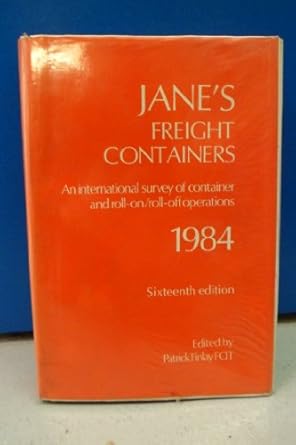 JANE'S
FREIGHT
CONTAINERS
An international survey of container
and roll-on/roll-off operations
1984
Sixteenth edition
Edited by
Patrick Finlay FCIT